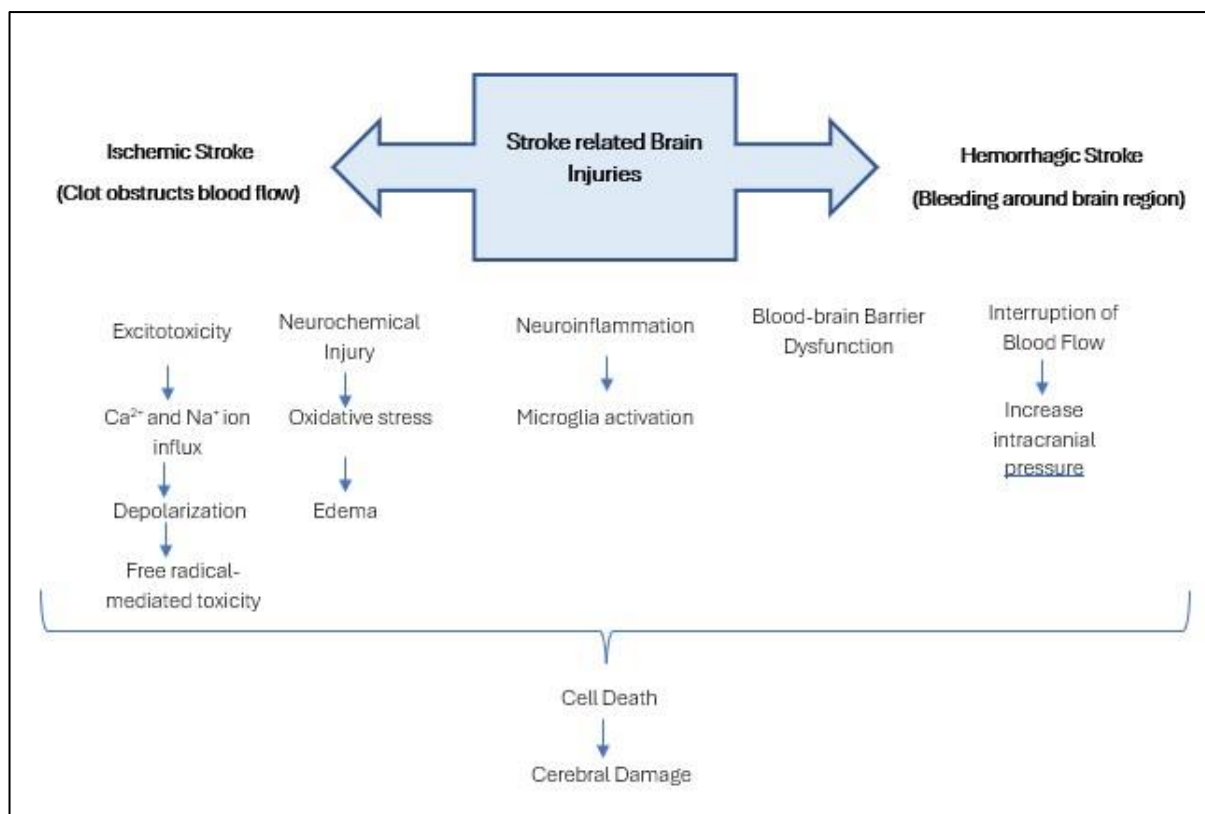 Stroke related Brain
Injuries
Ischemic Stroke
(Clot obstructs blood flow)
Hemorrhagic Stroke
(Bleeding around brain region)
Excitotoxicity
Ca²⁺ and Na⁺ ion
influx
Depolarization
Free radical-
mediated toxicity
Neurochemical
Injury
Oxidative stress
Edema
Neuroinflammation
Microglia activation
Blood-brain Barrier
Dysfunction
Interruption of
Blood Flow
Increase
intracranial
pressure
Cell Death
Cerebral Damage